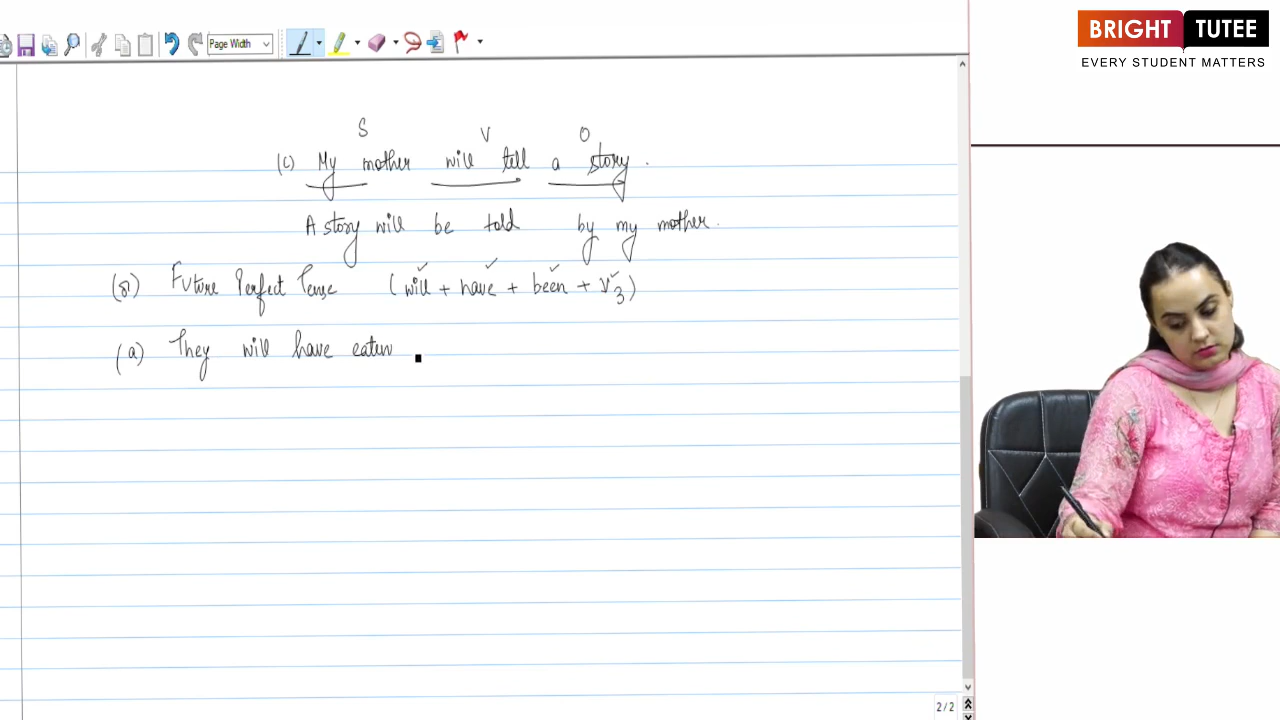 Page Width
BRIGHT TUTEE
EVERY STUDENT MATTERS
S V O
(c) My mother will tell a story.
A story will be told by my mother.
(8) Future Perfect Tense (will + have + been + V3)
(a) They will have eaten
2/2